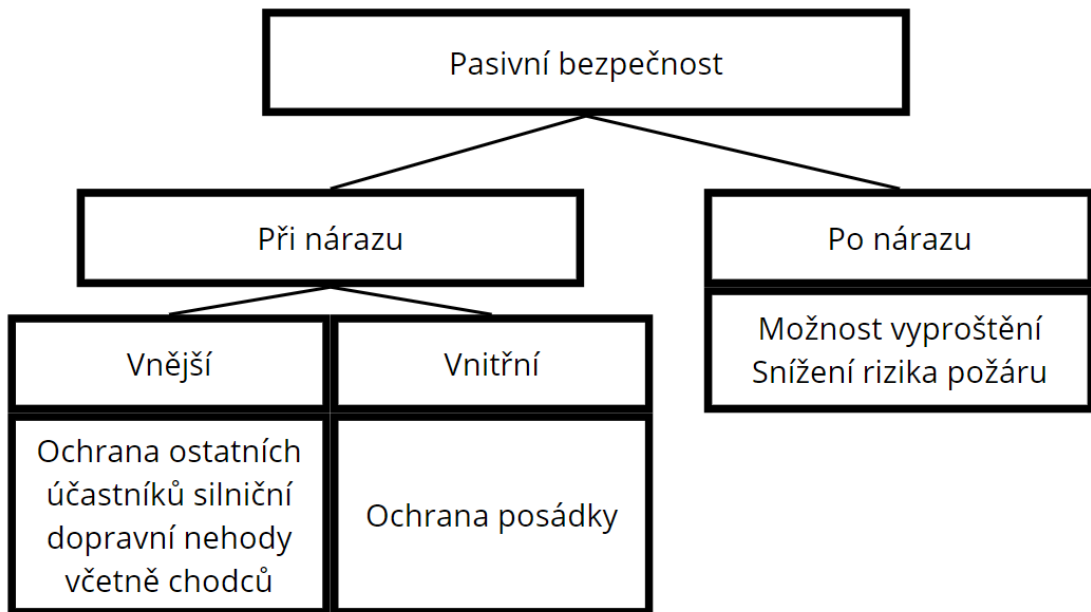 Pasivní bezpečnost
Při nárazu
Po nárazu
Možnost vyproštění
Snížení rizika požáru
Vnější
Vnitřní
Ochrana ostatních
účastníků silniční
dopravní nehody
včetně chodců
Ochrana posádky